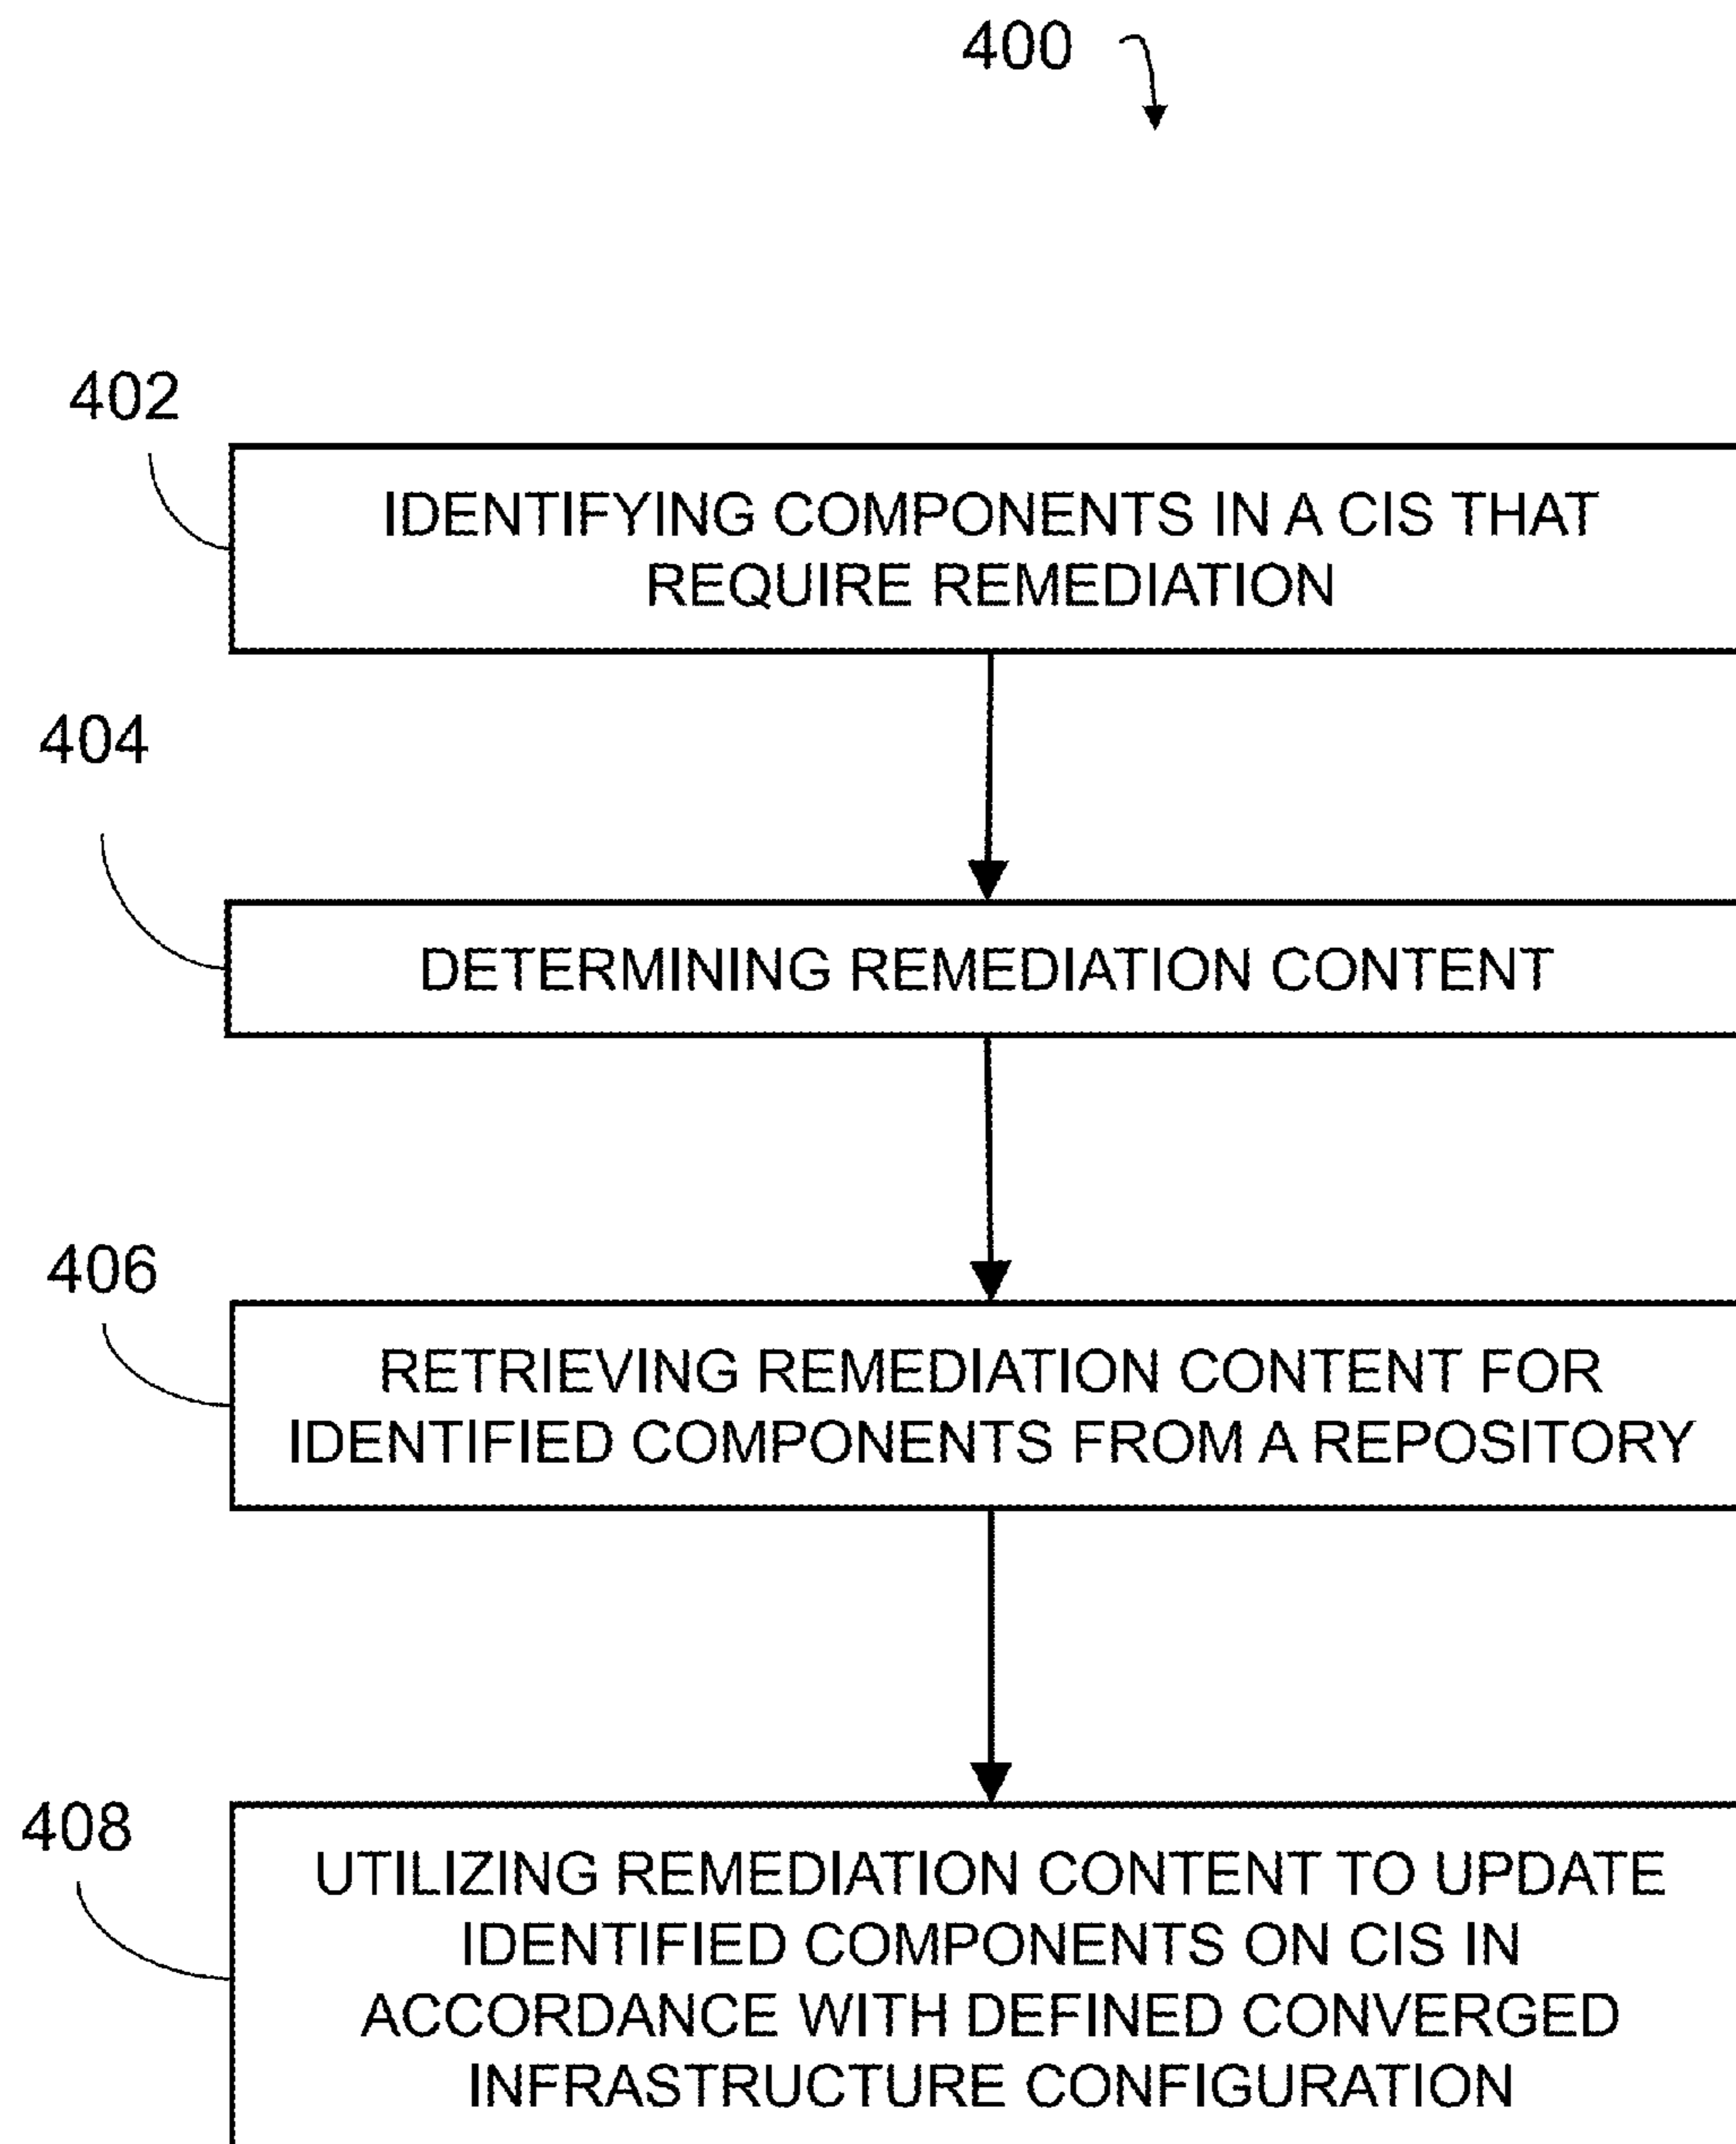 400
402
IDENTIFYING COMPONENTS IN A CIS THAT
REQUIRE REMEDIATION
404
DETERMINING REMEDIATION CONTENT
406
RETRIEVING REMEDIATION CONTENT FOR
IDENTIFIED COMPONENTS FROM A REPOSITORY
408
UTILIZING REMEDIATION CONTENT TO UPDATE
IDENTIFIED COMPONENTS ON CIS IN
ACCORDANCE WITH DEFINED CONVERGED
INFRASTRUCTURE CONFIGURATION